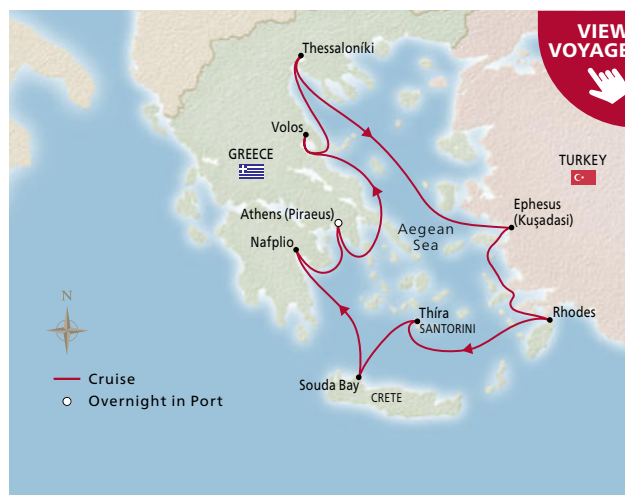 VIEW
VOYAGE
Thessaloníki
Volos
GREECE
TURKEY
Ephesus
(Kuşadasi)
Athens (Piraeus)
Aegean
Sea
Nafplio
N
Thíra
SANTORINI
Rhodes
Souda Bay
CRETE
Cruise
Overnight in Port